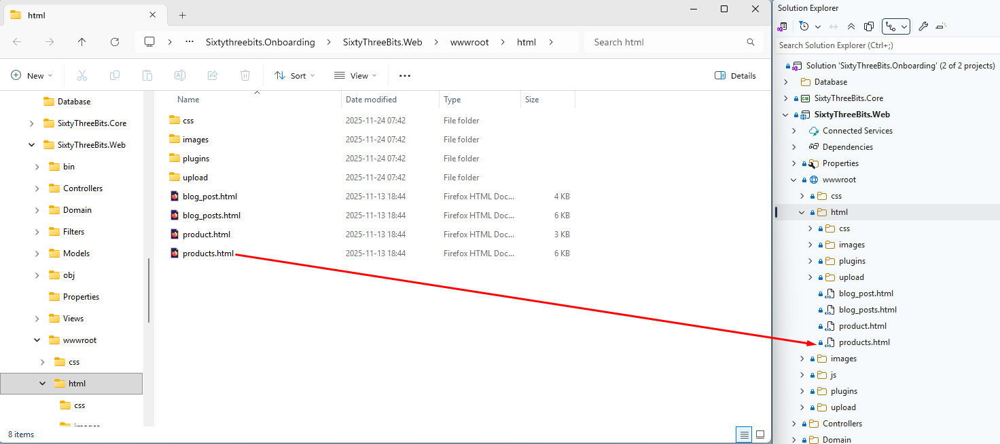 html
Sixtythreebits.Onboarding
SixtyThreeBits.Web
wwwroot
html
Search html
New
Sort
View
Details
Database
SixtyThreeBits.Core
SixtyThreeBits.Web
bin
Controllers
Domain
Filters
Models
obj
Properties
Views
wwwroot
css
html
css
images
8 items
Name Date modified Type Size
css 2025-11-24 07:42 File folder
images 2025-11-24 07:42 File folder
plugins 2025-11-24 07:42 File folder
upload 2025-11-24 07:42 File folder
blog_post.html 2025-11-13 18:44 Firefox HTML Doc... 4 KB
blog_posts.html 2025-11-13 18:44 Firefox HTML Doc... 6 KB
product.html 2025-11-13 18:44 Firefox HTML Doc... 3 KB
products.html 2025-11-13 18:44 Firefox HTML Doc... 6 KB
Solution Explorer
Search Solution Explorer (Ctrl+;)
Solution 'SixtyThreeBits.Onboarding' (2 of 2 projects)
Database
C# SixtyThreeBits.Core
SixtyThreeBits.Web
Connected Services
Dependencies
Properties
wwwroot
css
html
css
images
plugins
upload
blog_post.html
blog_posts.html
product.html
products.html
images
js
plugins
upload
Controllers
Domain